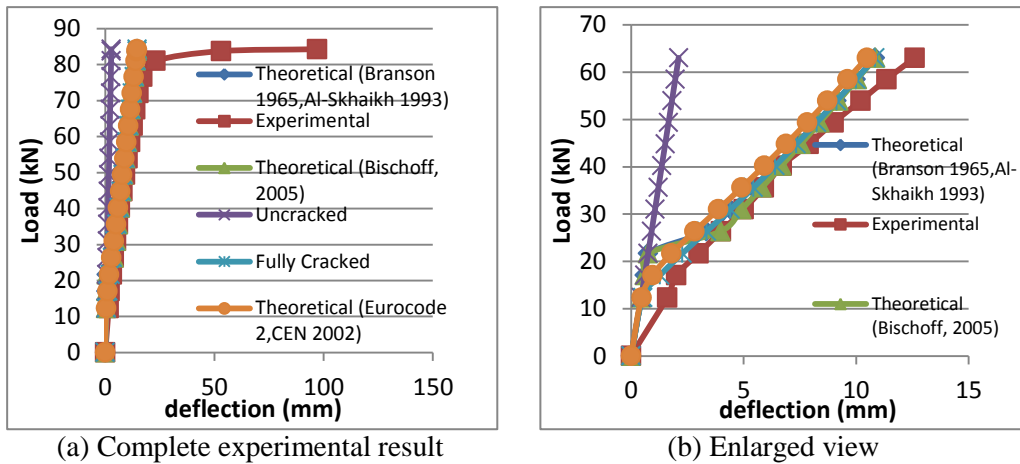 90
80
70
60
50
40
30
20
10
0
Load (kN)
0 50 100 150
deflection (mm)
Theoretical (Branson
1965,Al-Skhaikh 1993)
Experimental
Theoretical (Bischoff,
2005)
Uncracked
Fully Cracked
Theoretical (Eurocode
2,CEN 2002)
(a) Complete experimental result
70
60
50
40
30
20
10
0
Load (kN)
0 5 10 15
deflection (mm)
Theoretical
(Branson 1965,Al-
Skhaikh 1993)
Experimental
Theoretical
(Bischoff, 2005)
(b) Enlarged view